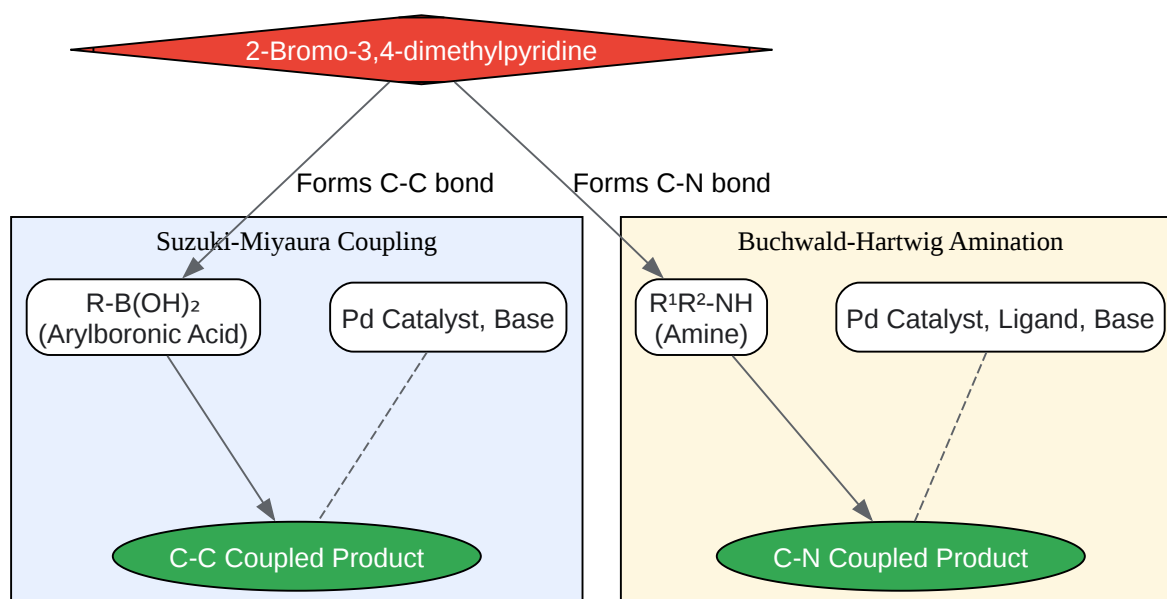 2-Bromo-3,4-dimethylpyridine
Forms C-C bond
Forms C-N bond
Suzuki-Miyaura Coupling
R-B(OH)₂
(Arylboronic Acid)
Pd Catalyst, Base
C-C Coupled Product
Buchwald-Hartwig Amination
R¹R²-NH
(Amine)
Pd Catalyst, Ligand, Base
C-N Coupled Product